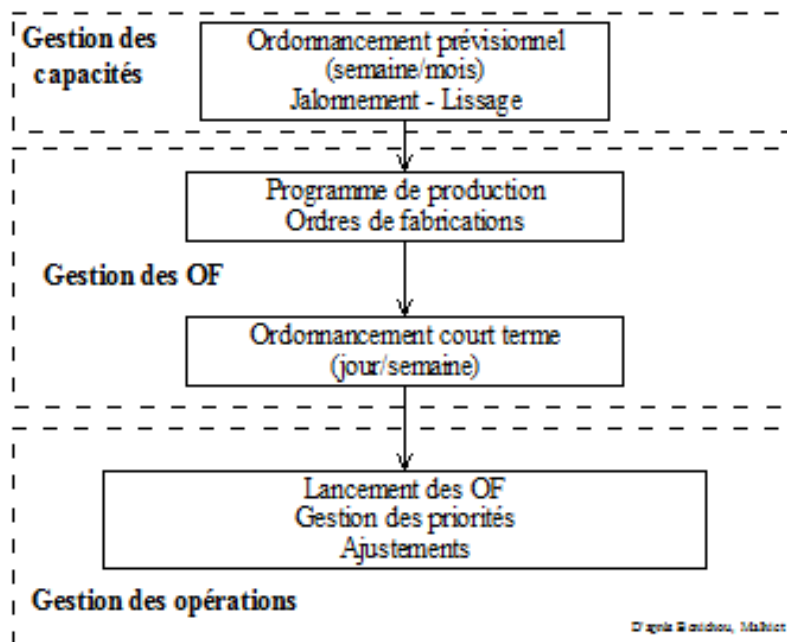 Gestion des
capacités
Ordonnancement prévisionnel
(semaine/mois)
Jalonnement - Lissage
Programme de production
Ordres de fabrications
Gestion des OF
Ordonnancement court terme
(jour/semaine)
Lancement des OF
Gestion des priorités
Ajustements
Gestion des opérations
D'après